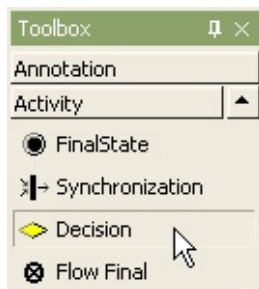 Toolbox
Annotation
Activity
FinalState
Synchronization
Decision
Flow Final